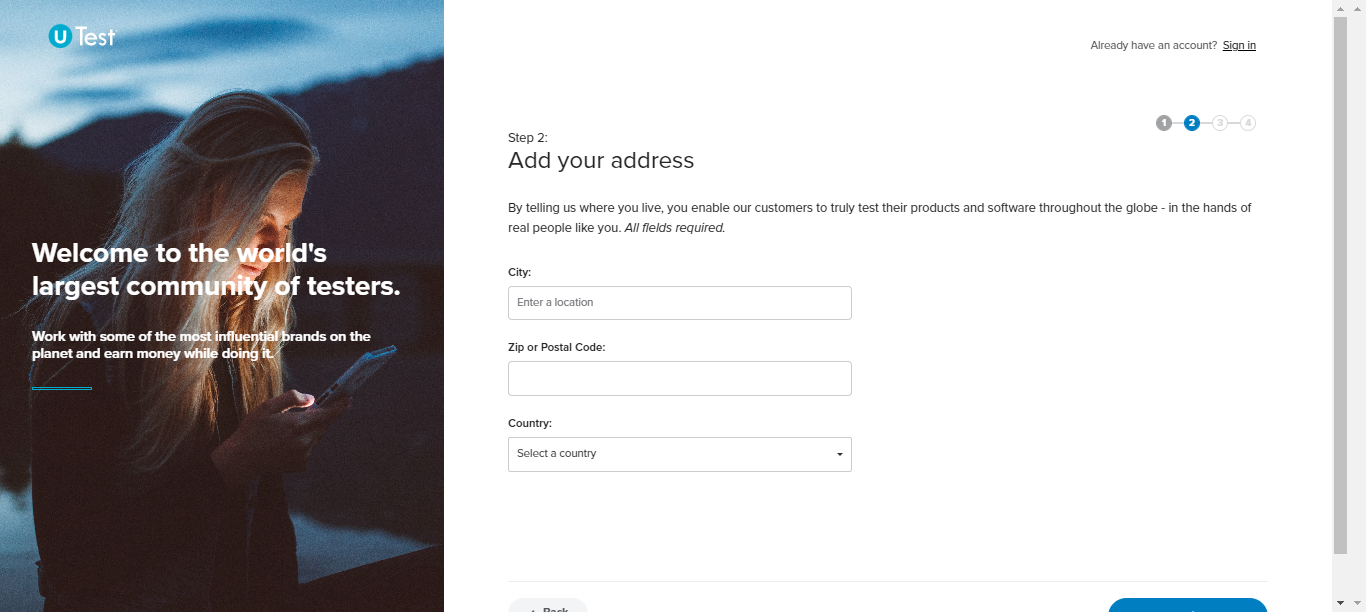 U Test
Already have an account? Sign in
1 2 3 4
Step 2:
Add your address
By telling us where you live, you enable our customers to truly test their products and software throughout the globe - in the hands of
real people like you. All fields required.
City:
Enter a location
Zip or Postal Code:
Country:
Select a country
Back
Welcome to the world's
largest community of testers.
Work with some of the most influential brands on the
planet and earn money while doing it.